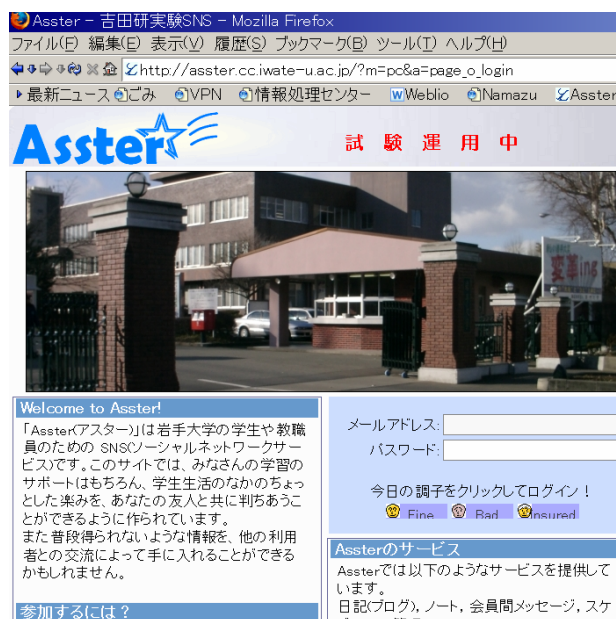 Asster - 吉田研実験SNS - Mozilla Firefox
ファイル(F) 編集(E) 表示(V) 履歴(S) ブックマーク(B) ツール(T) ヘルプ(H)
http://asster.cc.iwate-u.ac.jp/?m=pc&a=page_o_login
最新ニュース ごみ VPN 情報処理センター Weblio Namazu Asster
Asster
試験運用中
変革ing
Welcome to Asster!
「Asster(アスター)」は岩手大学の学生や教職
員のための SNS(ソーシャルネットワークサー
ビス)です。このサイトでは、みなさんの学習の
サポートはもちろん、学生生活のなかのちょっ
とした楽みを、あなたの友人と共に判ちあうこ
とができるように作られています。
また普段得られないような情報を、他の利用
者との交流によって手に入れることができる
かもしれません。
参加するには?
メールアドレス:
パスワード:
今日の調子をクリックしてログイン!
Fine Bad Unsured
Assterのサービス
Assterでは以下のようなサービスを提供して
います。
日記(ブログ), ノート, 会員間メッセージ, スケ